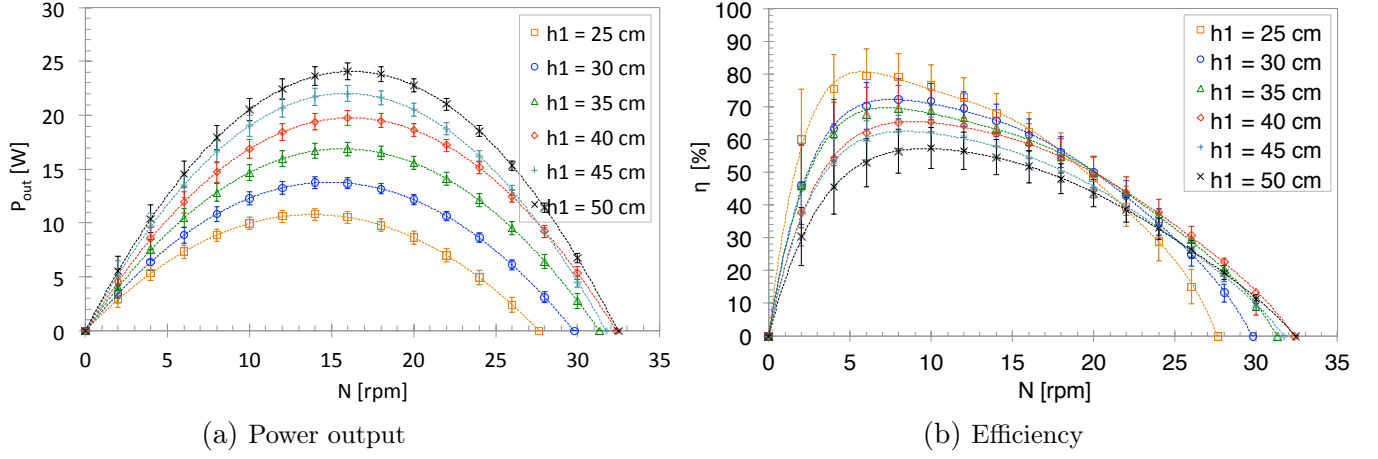 30
25
20
15
10
5
0
P_out [W]
0 5 10 15 20 25 30 35
N [rpm]
h1 = 25 cm
h1 = 30 cm
h1 = 35 cm
h1 = 40 cm
h1 = 45 cm
h1 = 50 cm
(a) Power output
100
90
80
70
60
50
40
30
20
10
0
η [%]
0 5 10 15 20 25 30 35
N [rpm]
h1 = 25 cm
h1 = 30 cm
h1 = 35 cm
h1 = 40 cm
h1 = 45 cm
h1 = 50 cm
(b) Efficiency